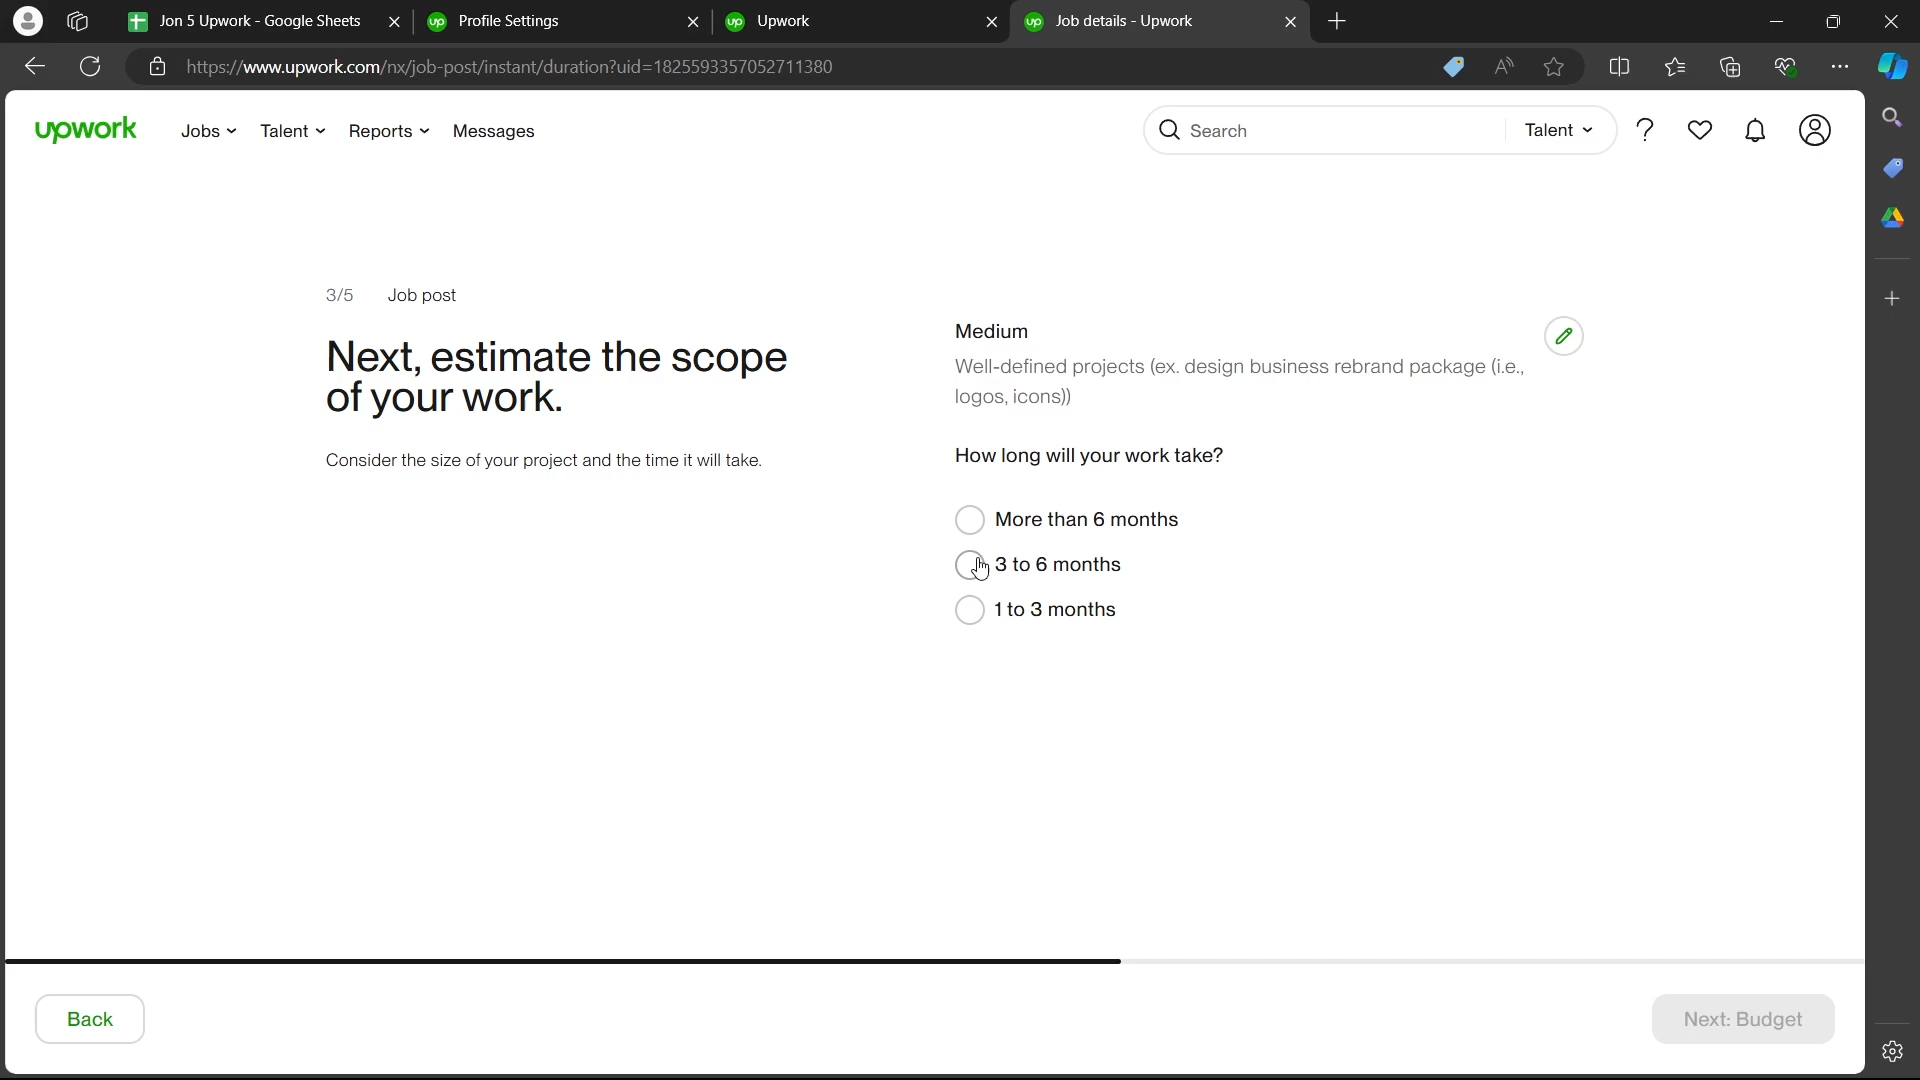 Jon 5 Upwork - Google Sheets
Profile Settings
Upwork
Job details - Upwork
https://www.upwork.com/nx/job-post/instant/duration?uid=1825593357052711380
upwork
Jobs
Talent
Reports
Messages
Search
Talent
3/5 Job post
Next, estimate the scope
of your work.
Consider the size of your project and the time it will take.
Medium
Well-defined projects (ex. design business rebrand package (i.e.,
logos, icons))
How long will your work take?
More than 6 months
3 to 6 months
1 to 3 months
Back
Next: Budget